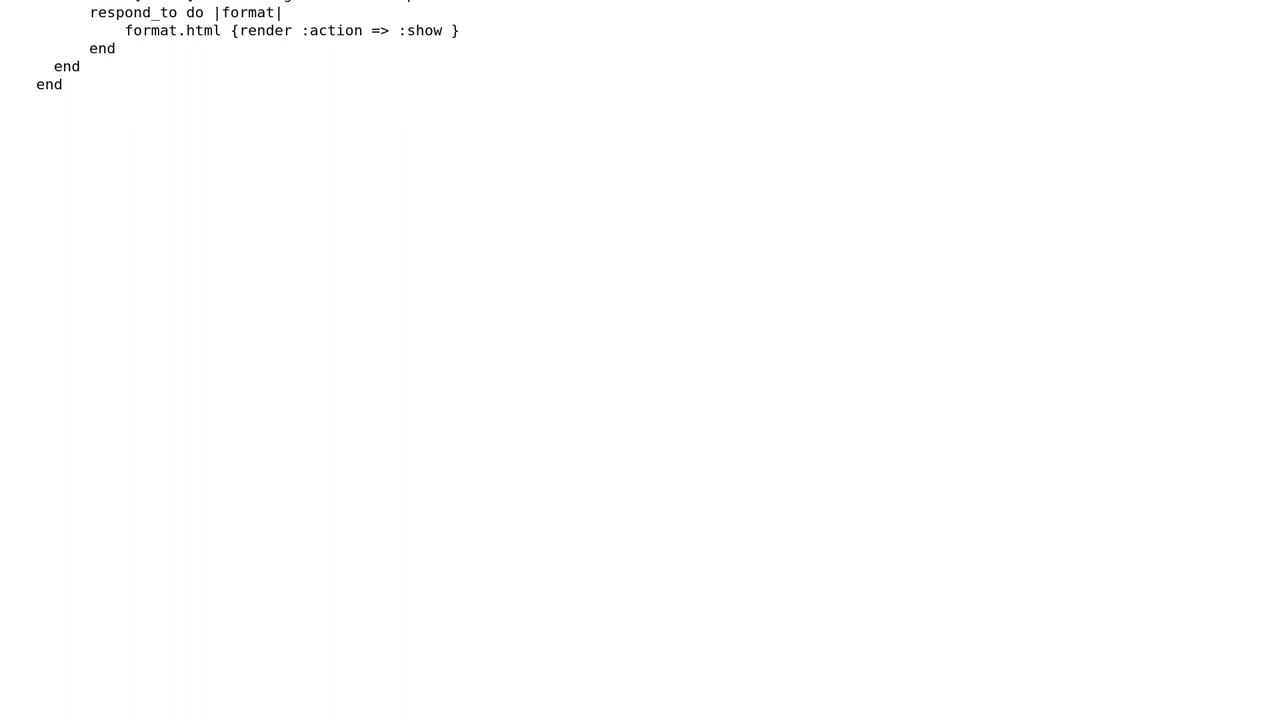 respond_to do |format|
format.html {render :action => :show }
end
end
end